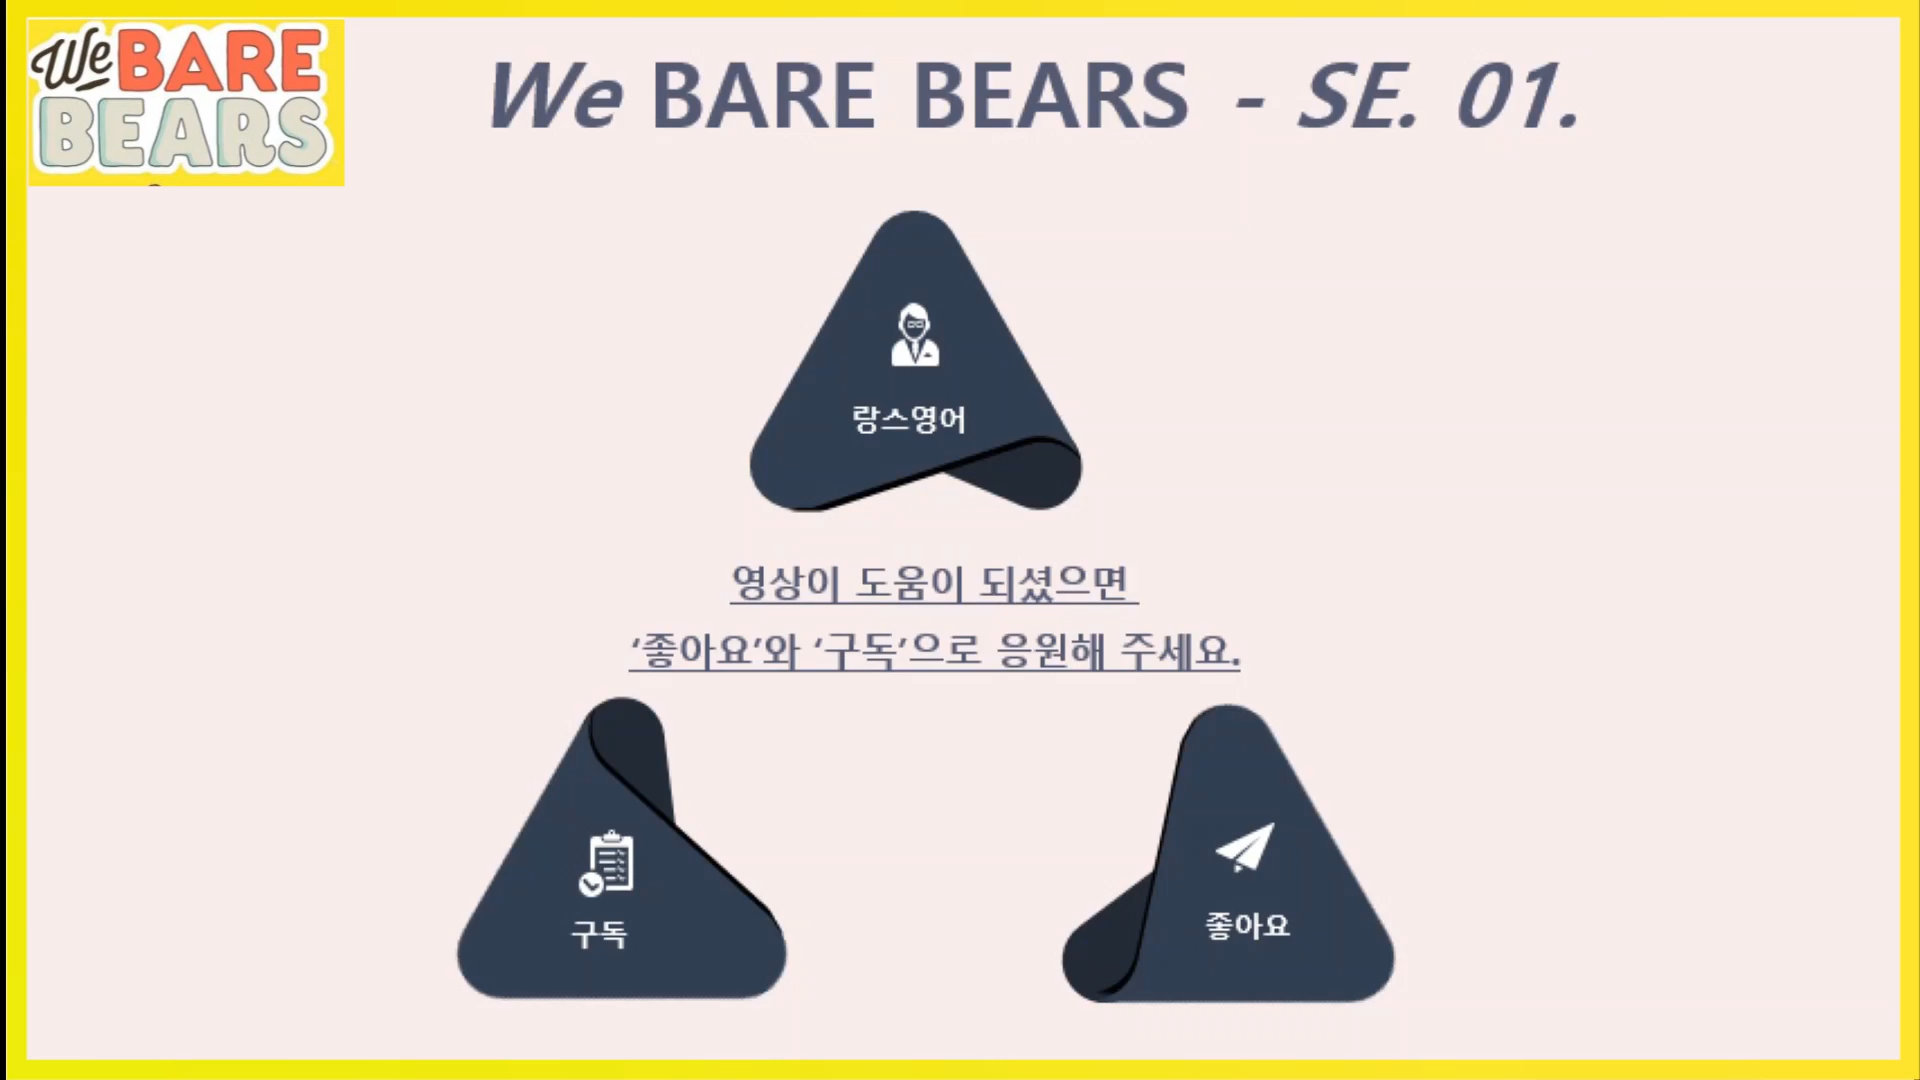 We BARE
BEARS
We BARE BEARS - SE. 01.
랑스영어
영상이 도움이 되셨으면
‘좋아요’와 ‘구독’으로 응원해 주세요.
구독
좋아요